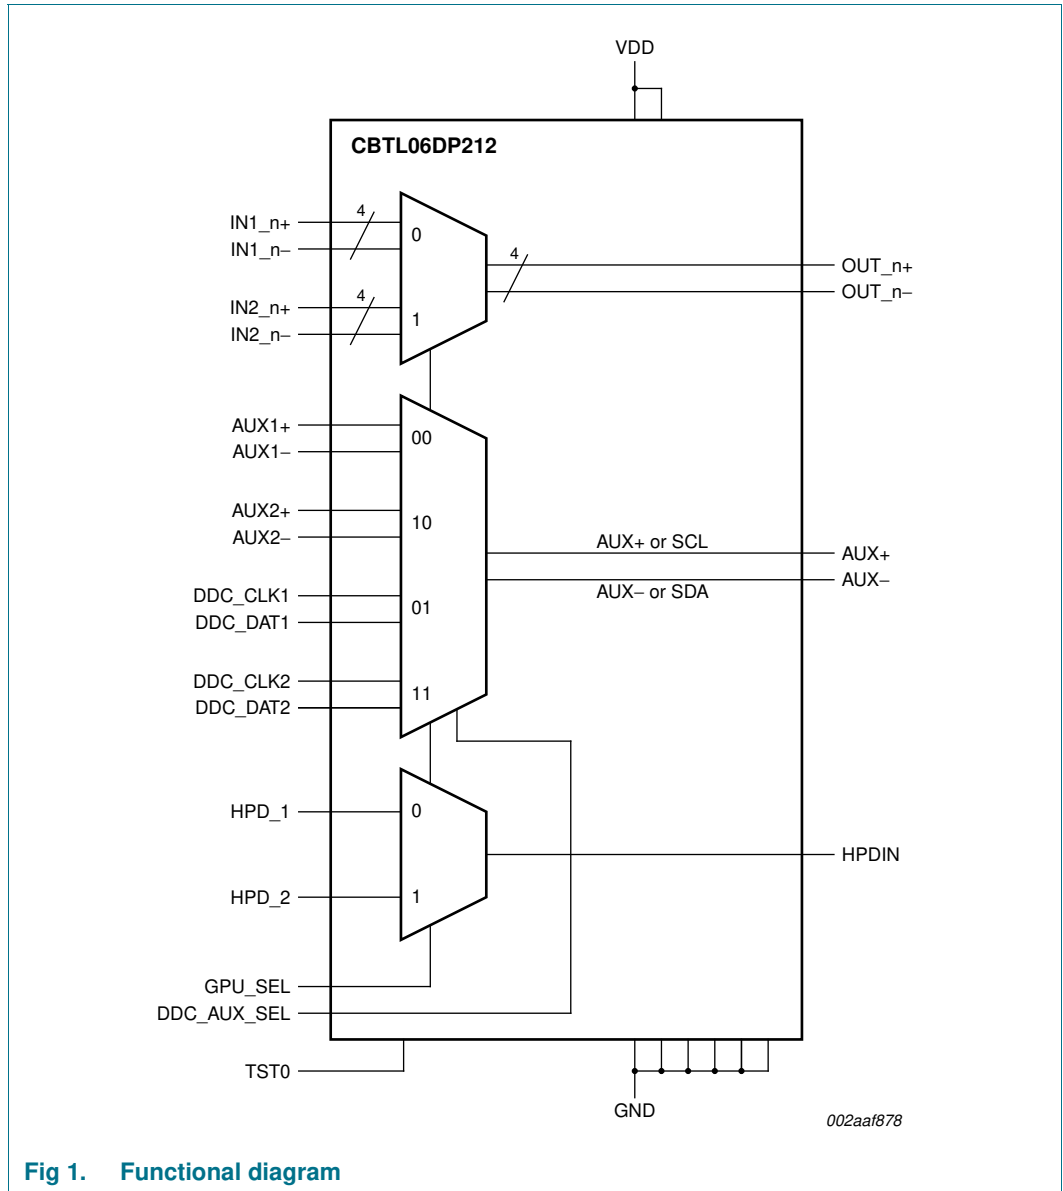 VDD
CBTL06DP212
IN1_n+
4
0
IN1_n−
4
OUT_n+
OUT_n−
IN2_n+
4
1
IN2_n−
AUX1+
00
AUX1−
AUX2+
10
AUX2−
AUX+ or SCL
AUX+
AUX− or SDA
AUX−
DDC_CLK1
01
DDC_DAT1
DDC_CLK2
11
DDC_DAT2
HPD_1
0
HPDIN
HPD_2
1
GPU_SEL
DDC_AUX_SEL
TST0
GND
002aaf878
Fig 1. Functional diagram